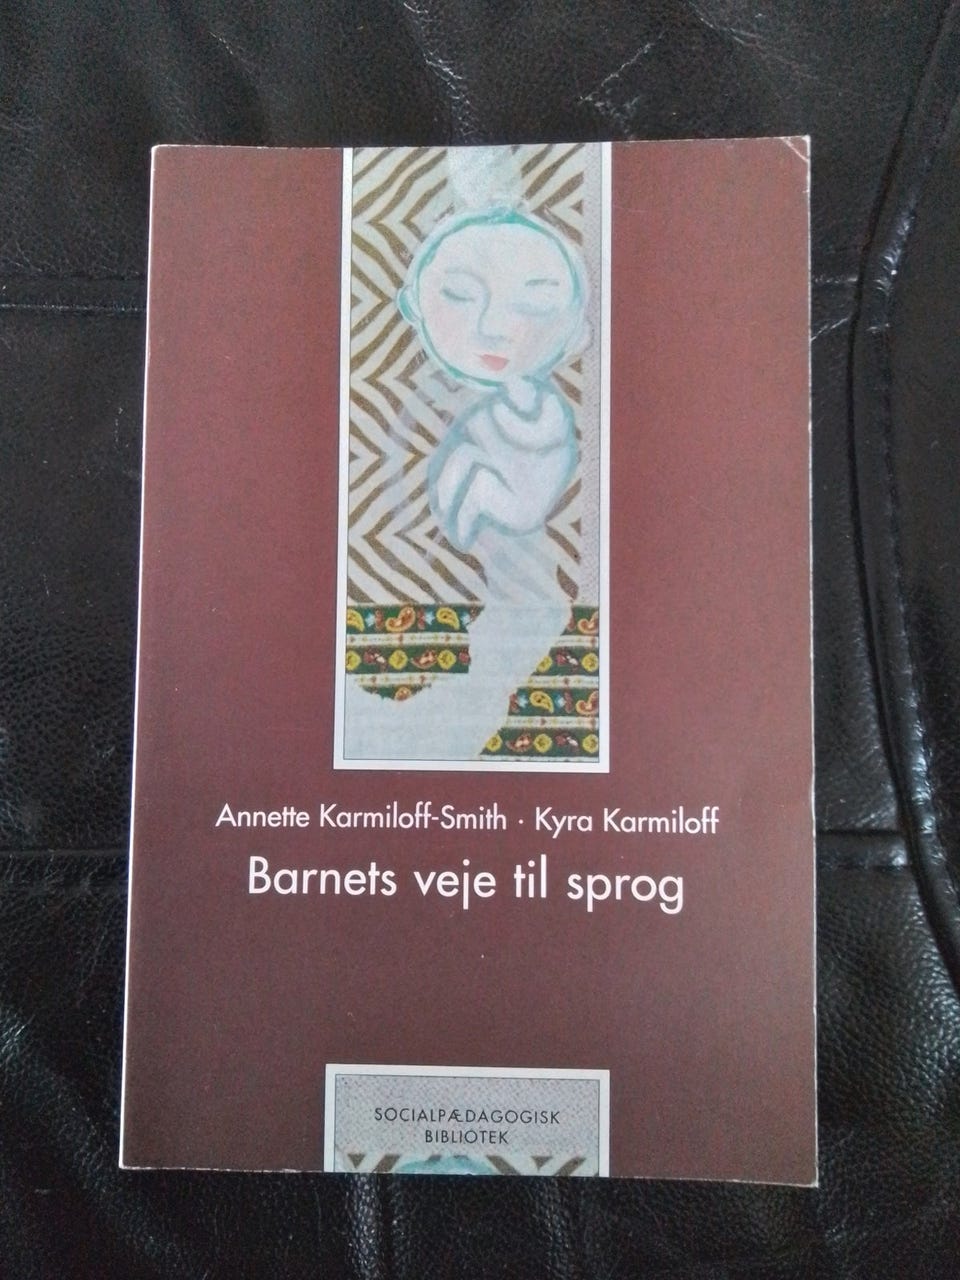 Annette Karmiloff-Smith · Kyra Karmiloff
Barnets veje til sprog
SOCIALPÆDAGOGISK
BIBLIOTEK